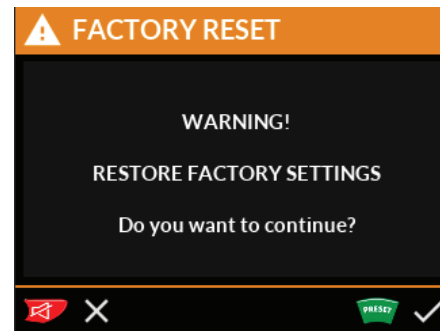 FACTORY RESET
WARNING!
RESTORE FACTORY SETTINGS
Do you want to continue?
PRESET